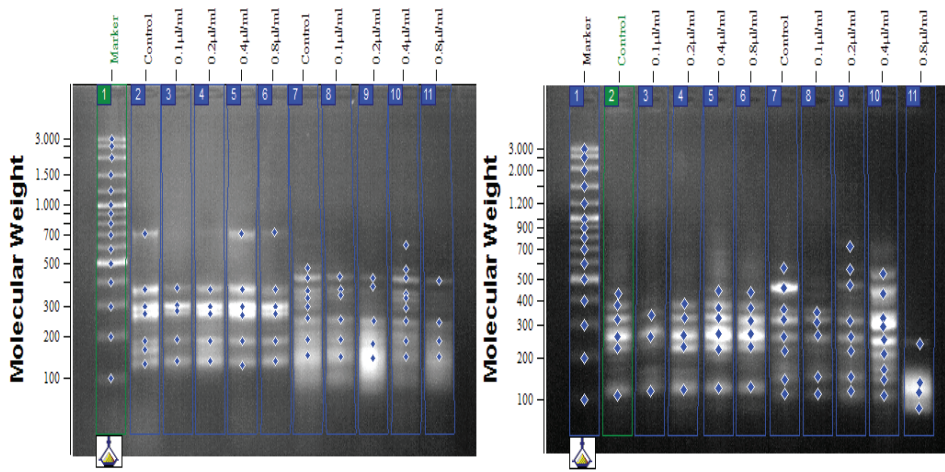 Marker
Control
0.1µl/ml
0.2µl/ml
0.4µl/ml
0.8µl/ml
Control
0.1µl/ml
0.2µl/ml
0.4µl/ml
0.8µl/ml
1 2 3 4 5 6 7 8 9 10 11
Molecular Weight
3.000
1.500
1.000
700
500
300
200
100
Marker
Control
0.1µl/ml
0.2µl/ml
0.4µl/ml
0.8µl/ml
Control
0.1µl/ml
0.2µl/ml
0.4µl/ml
0.8µl/ml
1 2 3 4 5 6 7 8 9 10 11
Molecular Weight
3.000
2.000
1.200
900
700
500
400
300
200
100